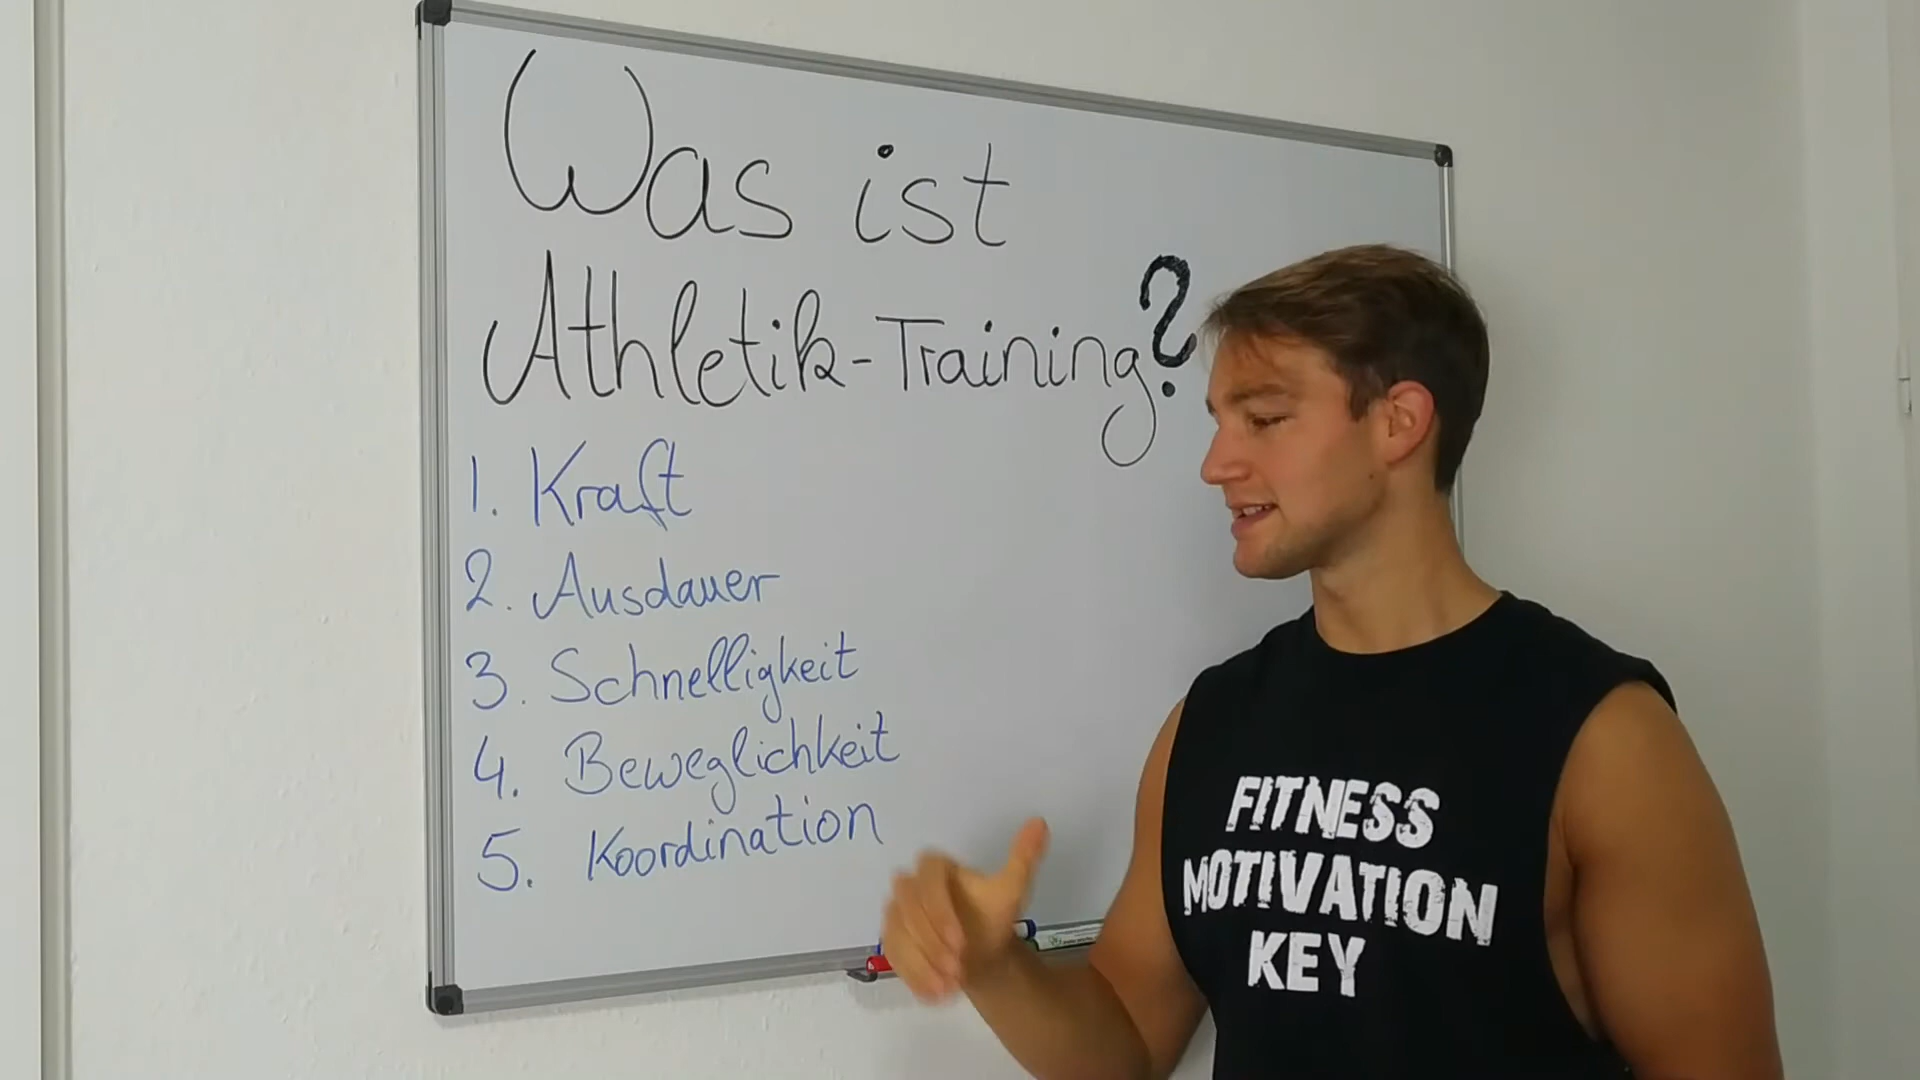 Was ist
Athletik-Training?
1. Kraft
2. Ausdauer
3. Schnelligkeit
4. Beweglichkeit
5. Koordination
FITNESS
MOTIVATION
KEY